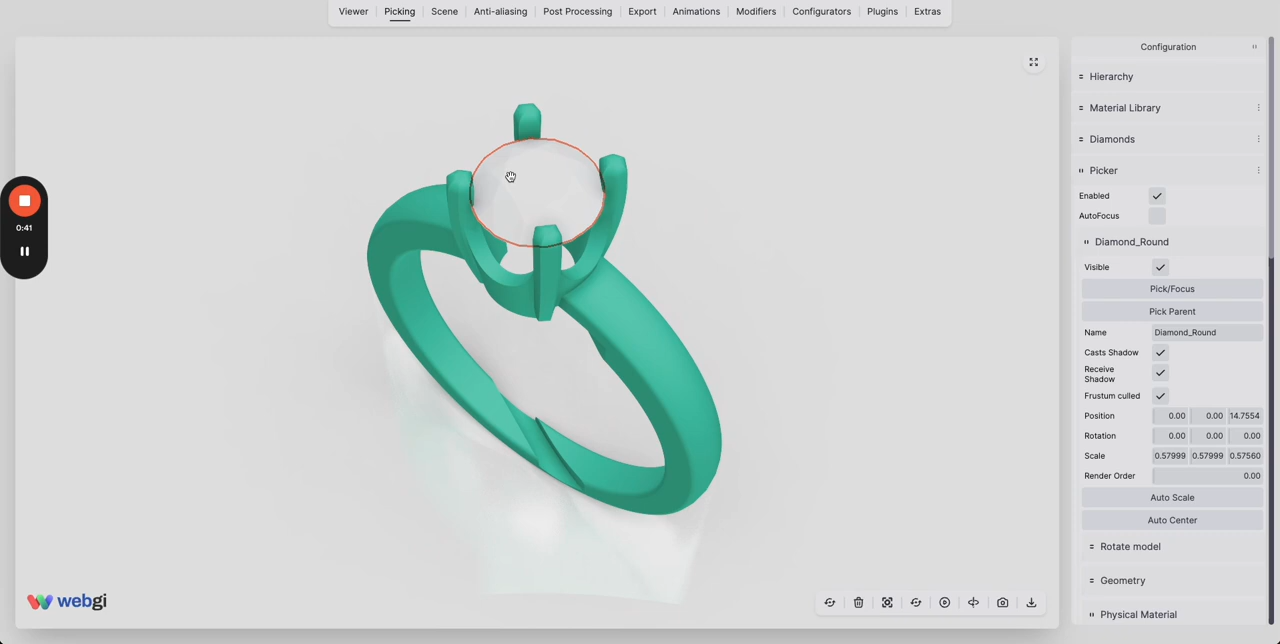 Viewer Picking Scene Anti-aliasing Post Processing Export Animations Modifiers Configurators Plugins Extras
Configuration
Hierarchy
Material Library
Diamonds
Picker
Enabled
0:41
AutoFocus
Diamond_Round
Visible
Pick/Focus
Pick Parent
Name Diamond_Round
Casts Shadow
Receive
Shadow
Frustum culled
Position 0.00 0.00 14.7554
Rotation 0.00 0.00 0.00
Scale 0.57999 0.57999 0.57560
Render Order 0.00
Auto Scale
Auto Center
Rotate model
Geometry
webgi
Physical Material